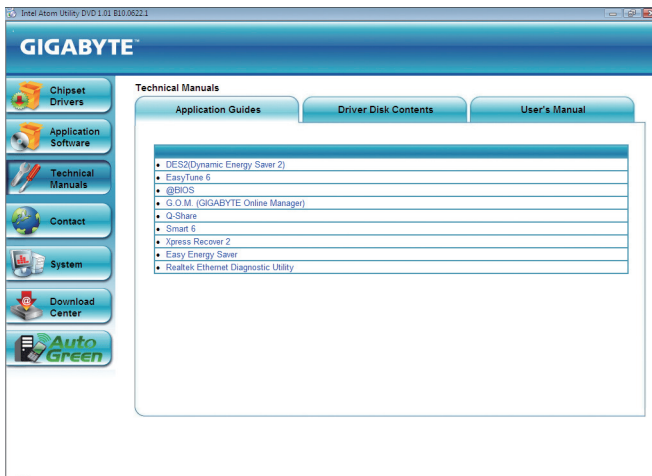 Intel Atom Utility DVD 1.01 B10.0622.1
GIGABYTE™
Chipset
Drivers
Application
Software
Technical
Manuals
Contact
System
Download
Center
Auto
Green
Technical Manuals
Application Guides
Driver Disk Contents
User's Manual
• DES2(Dynamic Energy Saver 2)
• EasyTune 6
• @BIOS
• G.O.M. (GIGABYTE Online Manager)
• Q-Share
• Smart 6
• Xpress Recover 2
• Easy Energy Saver
• Realtek Ethernet Diagnostic Utility